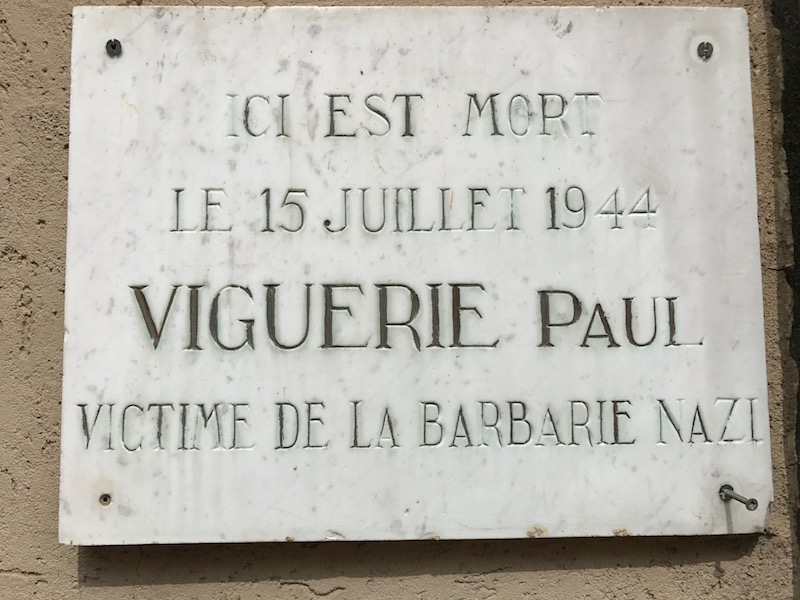 ICI EST MORT
LE 15 JUILLET 1944
VIGUERIE PAUL
VICTIME DE LA BARBARIE NAZI